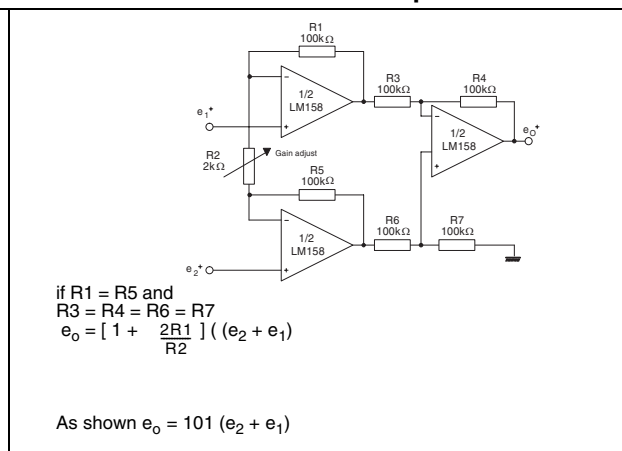 R1
100kΩ
1/2
LM158
R3
100kΩ
R4
100kΩ
e1+
1/2
LM158
eO+
R2
2kΩ
Gain adjust
R5
100kΩ
1/2
LM158
R6
100kΩ
R7
100kΩ
e2+
if R1 = R5 and
R3 = R4 = R6 = R7
eo = [ 1 + 2R1/R2 ] ( (e2 + e1)
As shown eo = 101 (e2 + e1)